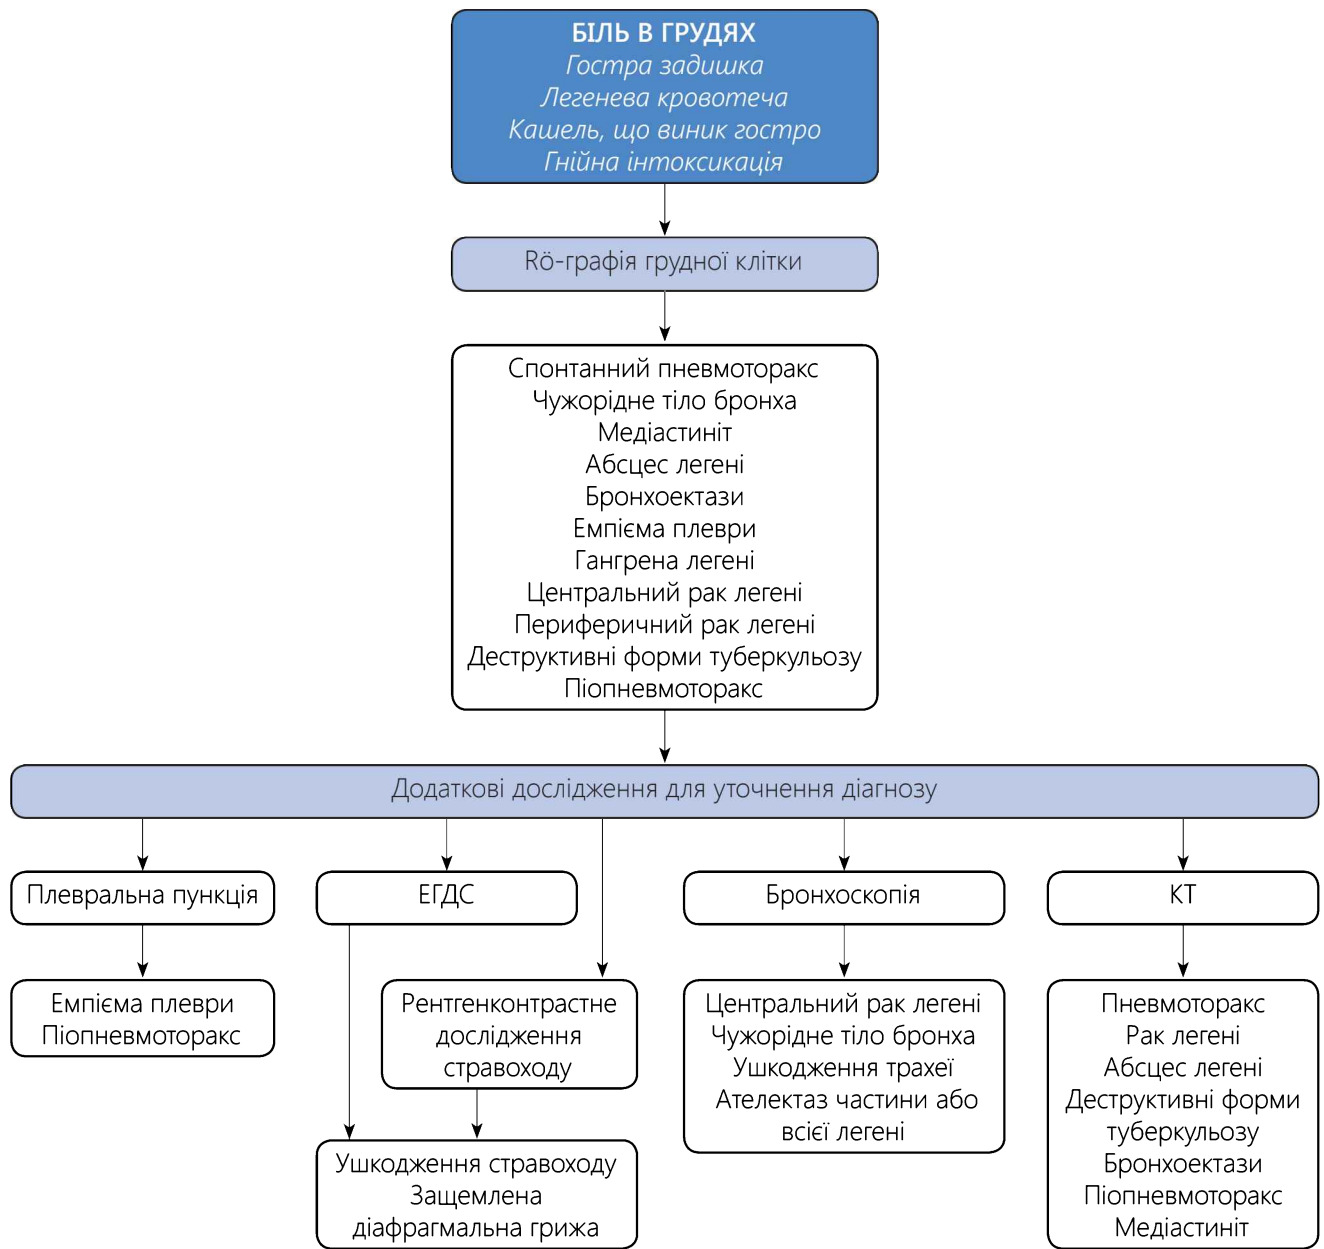 БІЛЬ В ГРУДЯХ
Гостра задишка
Легенева кровотеча
Кашель, що виник гостро
Гнійна інтоксикація
Rö-графія грудної клітки
Спонтанний пневмоторакс
Чужорідне тіло бронха
Медіастиніт
Абсцес легені
Бронхоектази
Емпієма плеври
Гангрена легені
Центральний рак легені
Периферичний рак легені
Деструктивні форми туберкульозу
Піопневмоторакс
Додаткові дослідження для уточнення діагнозу
Плевральна пункція
Емпієма плеври
Піопневмоторакс
ЕГДС
Рентгенконтрастне
дослідження
стравоходу
Ушкодження стравоходу
Защемлена
діафрагмальна грижа
Бронхоскопія
Центральний рак легені
Чужорідне тіло бронха
Ушкодження трахеї
Ателектаз частини або
всієї легені
КТ
Пневмоторакс
Рак легені
Абсцес легені
Деструктивні форми
туберкульозу
Бронхоектази
Піопневмоторакс
Медіастиніт